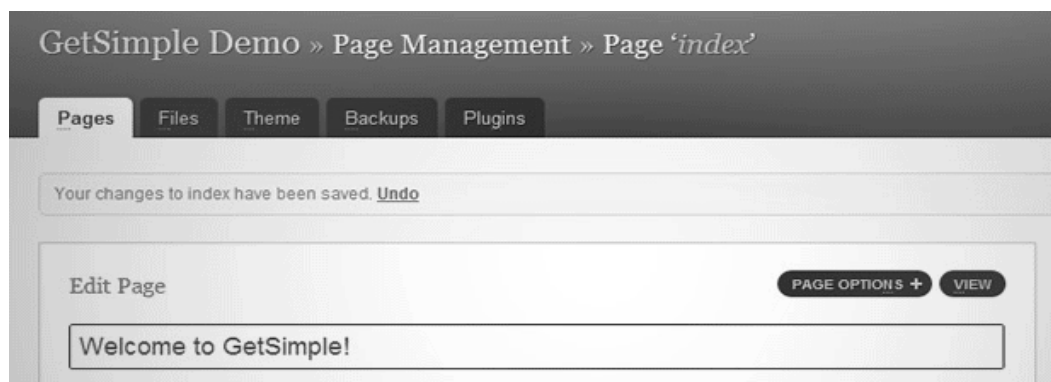 GetSimple Demo » Page Management » Page ‘index’
Pages Files Theme Backups Plugins
Your changes to index have been saved. Undo
Edit Page PAGE OPTIONS + VIEW
Welcome to GetSimple!